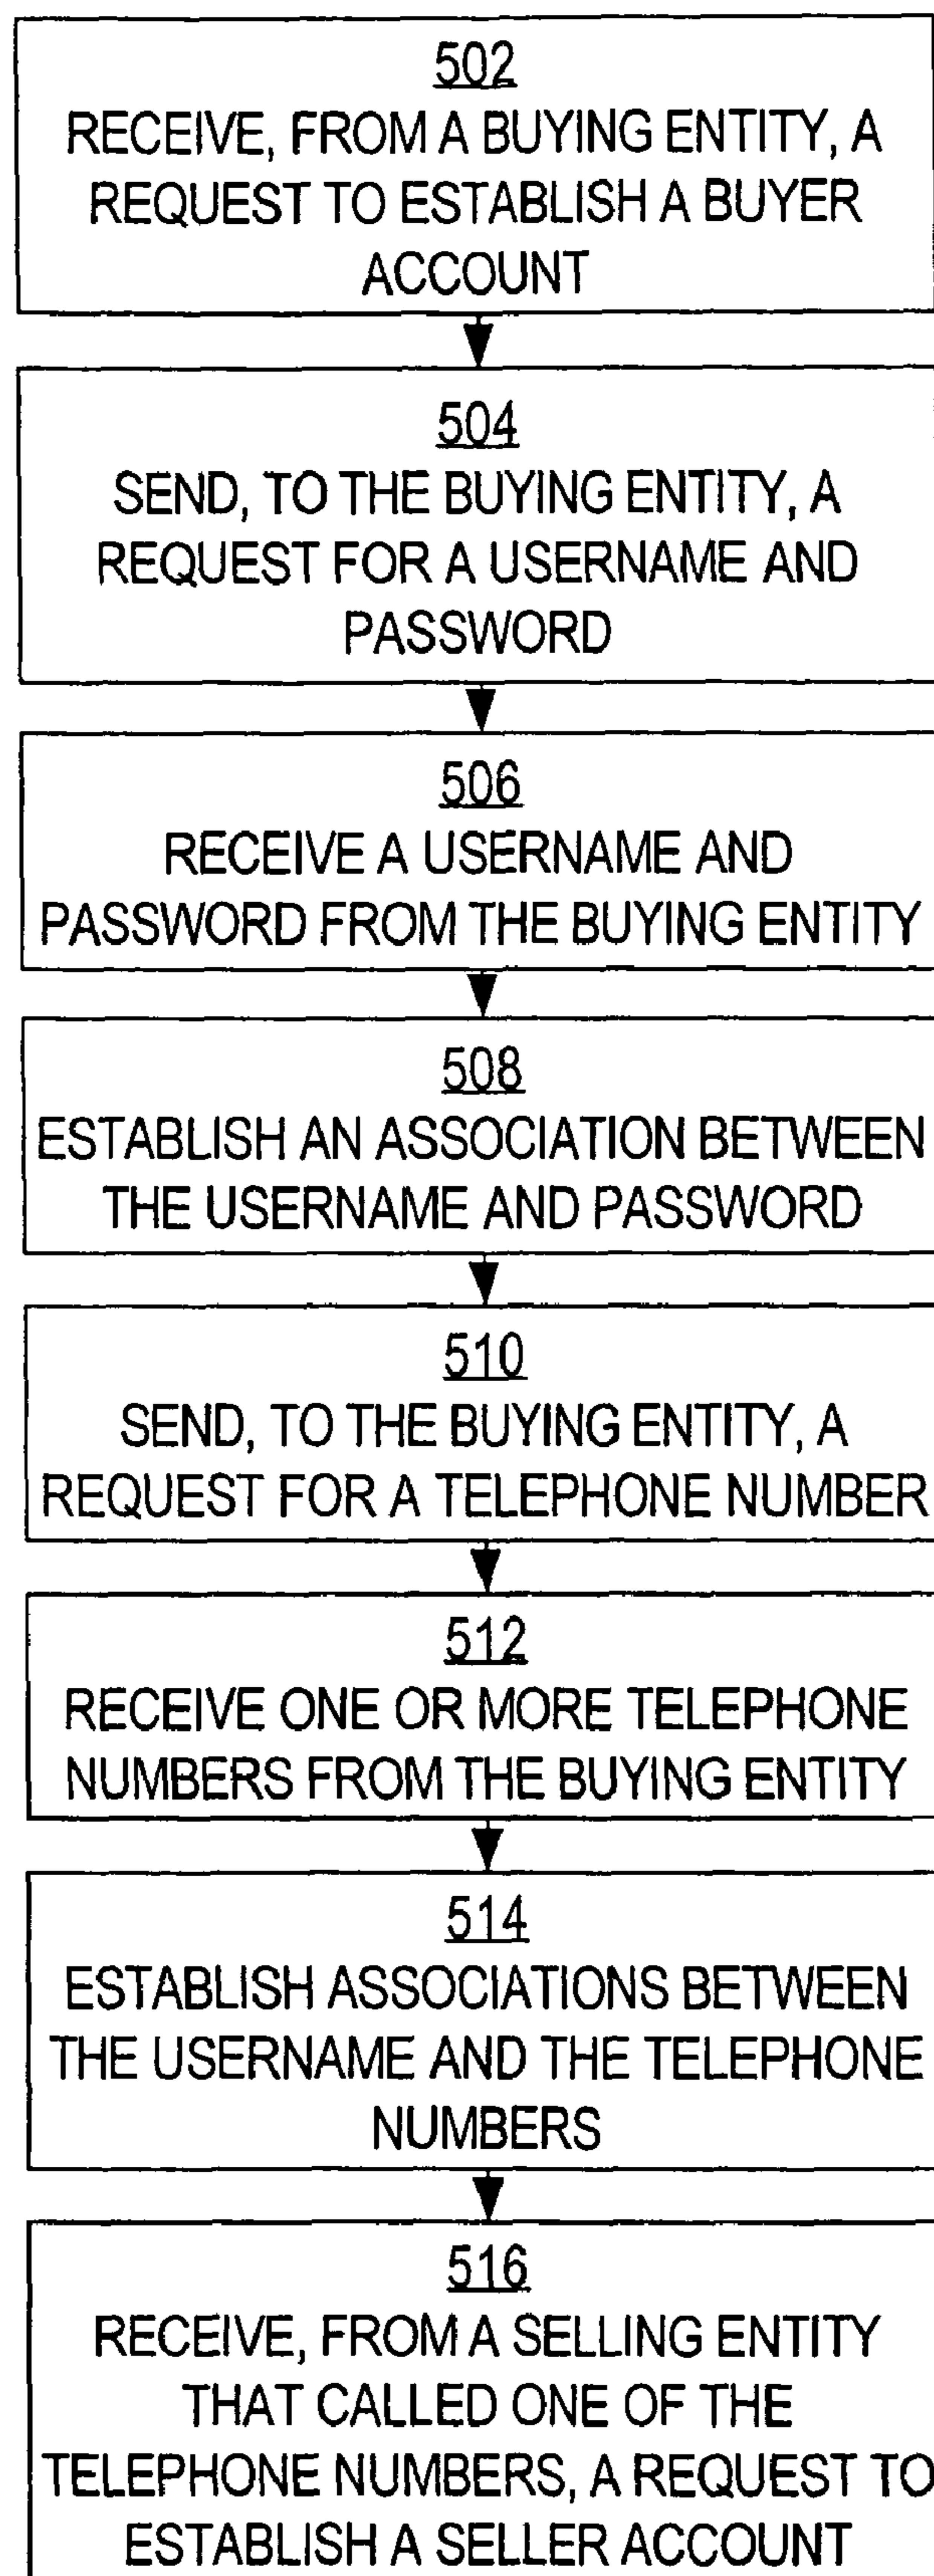 502
RECEIVE, FROM A BUYING ENTITY, A
REQUEST TO ESTABLISH A BUYER
ACCOUNT
504
SEND, TO THE BUYING ENTITY, A
REQUEST FOR A USERNAME AND
PASSWORD
506
RECEIVE A USERNAME AND
PASSWORD FROM THE BUYING ENTITY
508
ESTABLISH AN ASSOCIATION BETWEEN
THE USERNAME AND PASSWORD
510
SEND, TO THE BUYING ENTITY, A
REQUEST FOR A TELEPHONE NUMBER
512
RECEIVE ONE OR MORE TELEPHONE
NUMBERS FROM THE BUYING ENTITY
514
ESTABLISH ASSOCIATIONS BETWEEN
THE USERNAME AND THE TELEPHONE
NUMBERS
516
RECEIVE, FROM A SELLING ENTITY
THAT CALLED ONE OF THE
TELEPHONE NUMBERS, A REQUEST TO
ESTABLISH A SELLER ACCOUNT